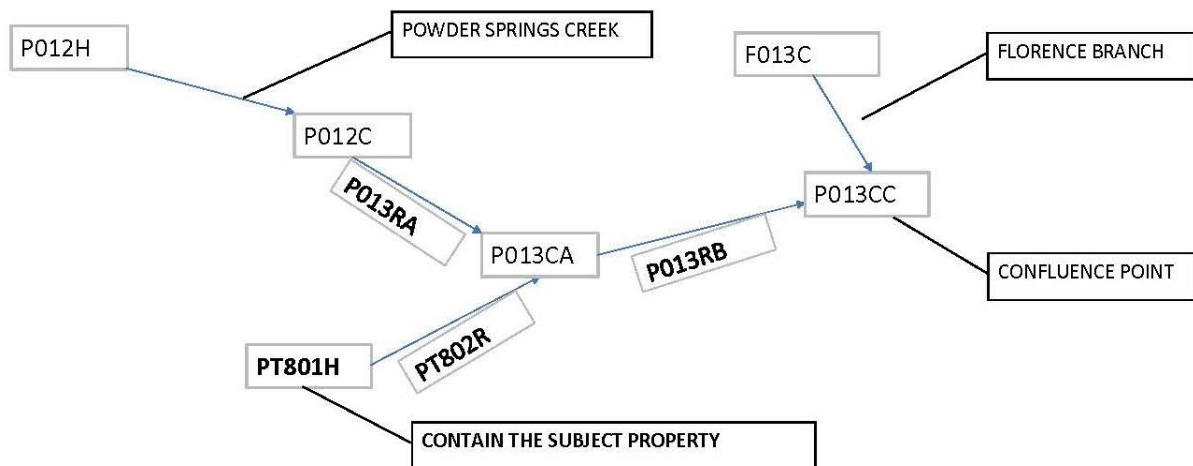 POWDER SPRINGS CREEK
P012H
F013C
FLORENCE BRANCH
P012C
P013RA
P013CC
P013CA
P013RB
CONFLUENCE POINT
PT802R
PT801H
CONTAIN THE SUBJECT PROPERTY